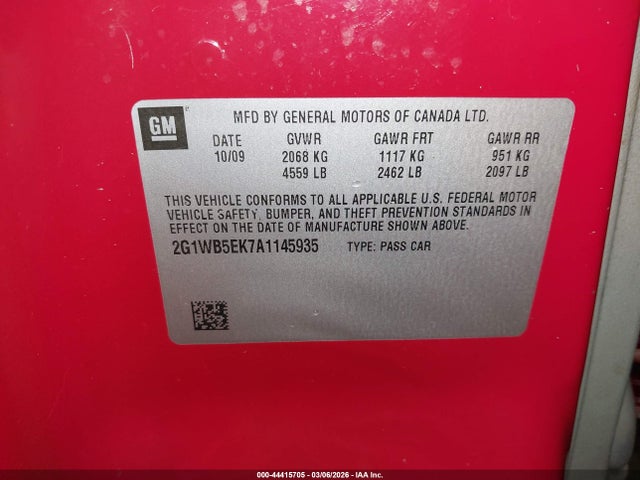 GM
MFD BY GENERAL MOTORS OF CANADA LTD.
DATE GVWR GAWR FRT GAWR RR
10/09 2068 KG 1117 KG 951 KG
4559 LB 2462 LB 2097 LB
THIS VEHICLE CONFORMS TO ALL APPLICABLE U.S. FEDERAL MOTOR
VEHICLE SAFETY, BUMPER, AND THEFT PREVENTION STANDARDS IN
EFFECT ON THE DATE OF MANUFACTURE SHOWN ABOVE.
2G1WB5EK7A1145935 TYPE: PASS CAR
000-44415705 - 03/06/2026 - IAA Inc.